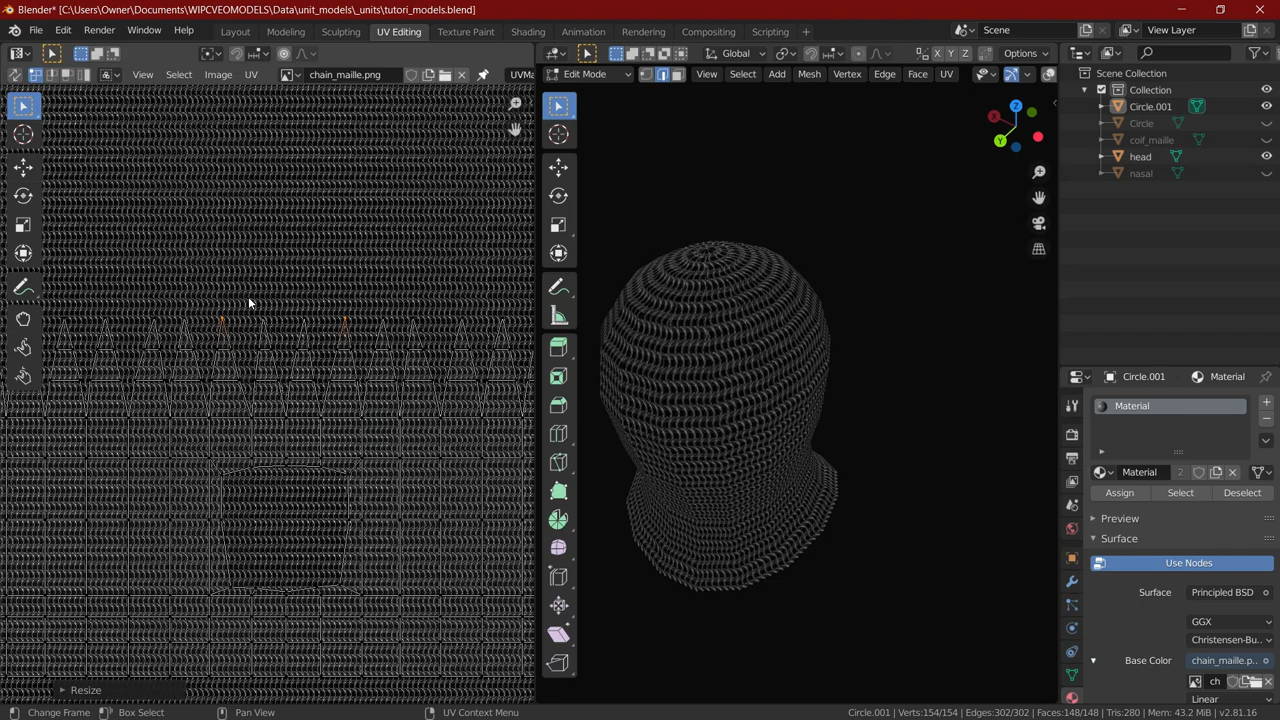 Blender* [C:\Users\Owner\Documents\WIPCVEOMODELS\Data\unit_models\_units/tutori_models.blend]
File Edit Render Window Help Layout Modeling Sculpting UV Editing Texture Paint Shading Animation Rendering Compositing Scripting Scene View Layer
Global X Y Z Options
View Select Image UV chain_maille.png UVMa Edit Mode View Select Add Mesh Vertex Edge Face UV
Scene Collection
Collection
Circle.001
Circle
coif_maille
head
nasal
Z
Y
Circle.001 Material
Material
Material 2
Assign Select Deselect
Preview
Surface
Use Nodes
Surface Principled BSD
GGX
Christensen-Bu..
Base Color chain_maille.p..
ch
Linear
Resize
Change Frame Box Select Pan View UV Context Menu Circle.001 | Verts:154/154 | Edges:302/302 | Faces:148/148 | Tris:280 | Mem: 43.2 MiB | v2.81.16